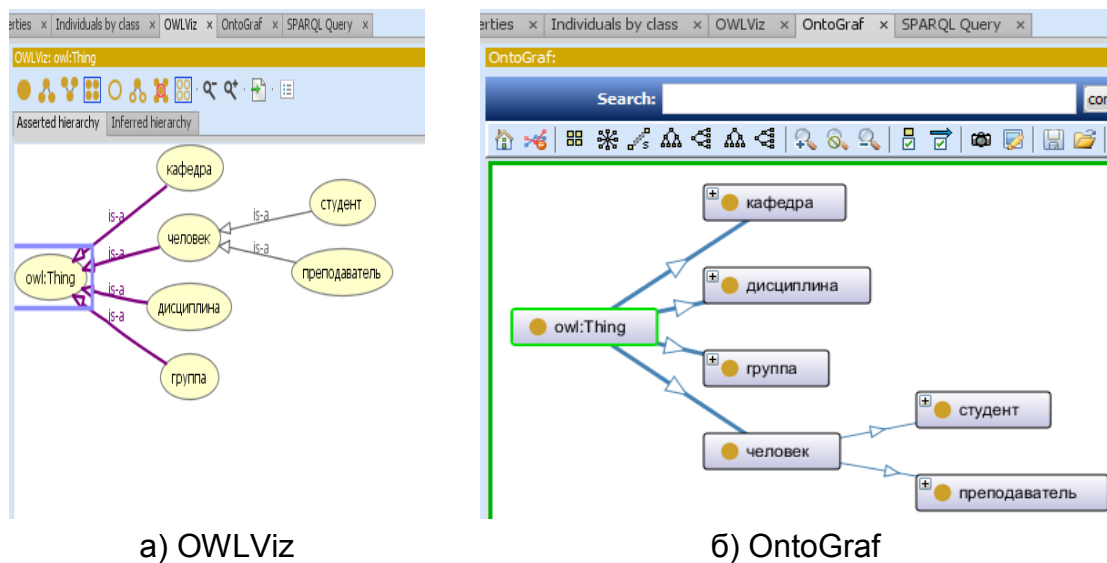 erties × Individuals by class × OWLViz × OntoGraf × SPARQL Query ×
OWLViz: owl:Thing
Asserted hierarchy Inferred hierarchy
кафедра
is-a
студент
is-a
человек
is-a
is-a
преподаватель
owl:Thing
is-a
дисциплина
is-a
группа
а) OWLViz
erties × Individuals by class × OWLViz × OntoGraf × SPARQL Query ×
OntoGraf:
Search:
con
кафедра
дисциплина
owl:Thing
группа
студент
человек
преподаватель
б) OntoGraf